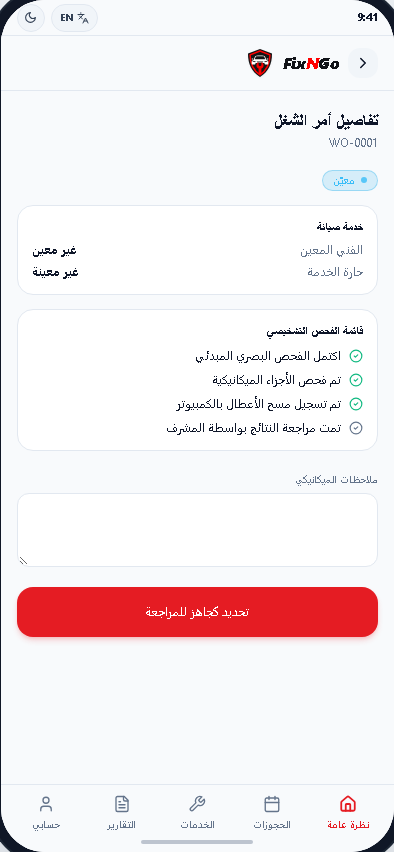 9:41
EN
FixNGo
تفاصيل أمر الشغل
WO-0001
معيّن
خدمة صيانة
الفني المعين
غير معين
حارة الخدمة
غير معينة
قائمة الفحص التشخيصي
اكتمل الفحص البصري المبدئي
تم فحص الأجزاء الميكانيكية
تم تسجيل مسح الأعطال بالكمبيوتر
تمت مراجعة النتائج بواسطة المشرف
ملاحظات الميكانيكي
تحديد كجاهز للمراجعة
نظرة عامة
الحجوزات
الخدمات
التقارير
حسابي